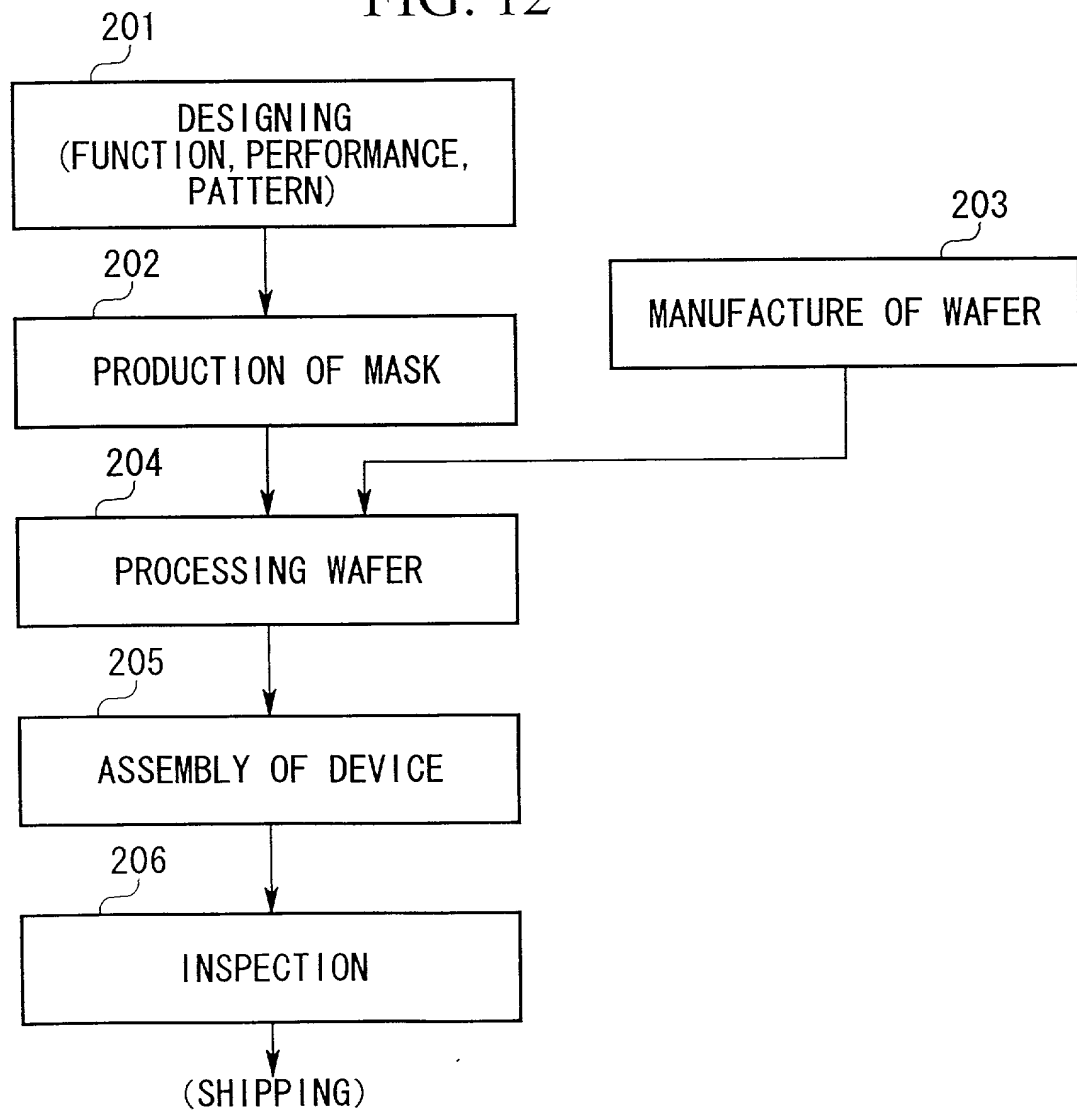 FIG. 12
201
DESIGNING
(FUNCTION, PERFORMANCE,
PATTERN)
202
PRODUCTION OF MASK
203
MANUFACTURE OF WAFER
204
PROCESSING WAFER
205
ASSEMBLY OF DEVICE
206
INSPECTION
(SHIPPING)